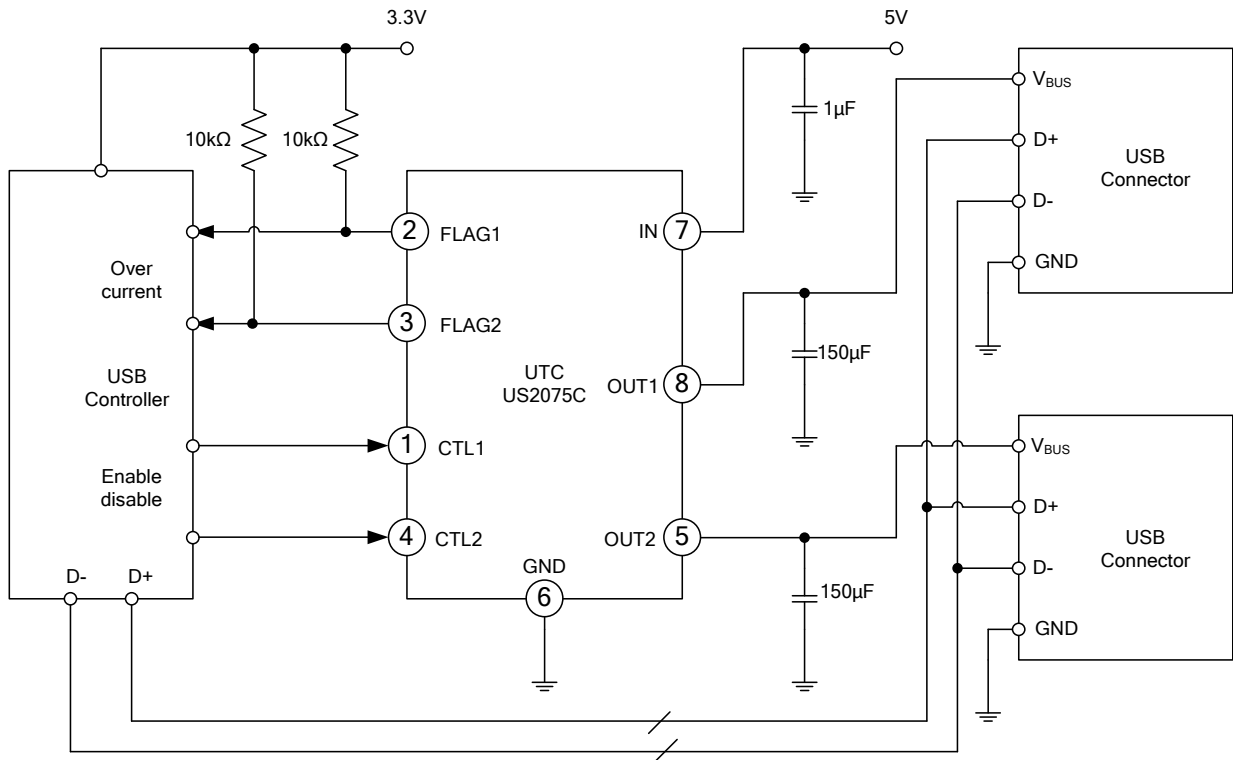 3.3V
5V
10kΩ
10kΩ
1µF
V_BUS
D+
D-
GND
USB
Connector
2
FLAG1
IN
7
Over
current
3
FLAG2
UTC
US2075C
OUT1
8
150µF
USB
Controller
1
CTL1
Enable
disable
4
CTL2
OUT2
5
GND
6
150µF
V_BUS
D+
D-
GND
USB
Connector
D-
D+